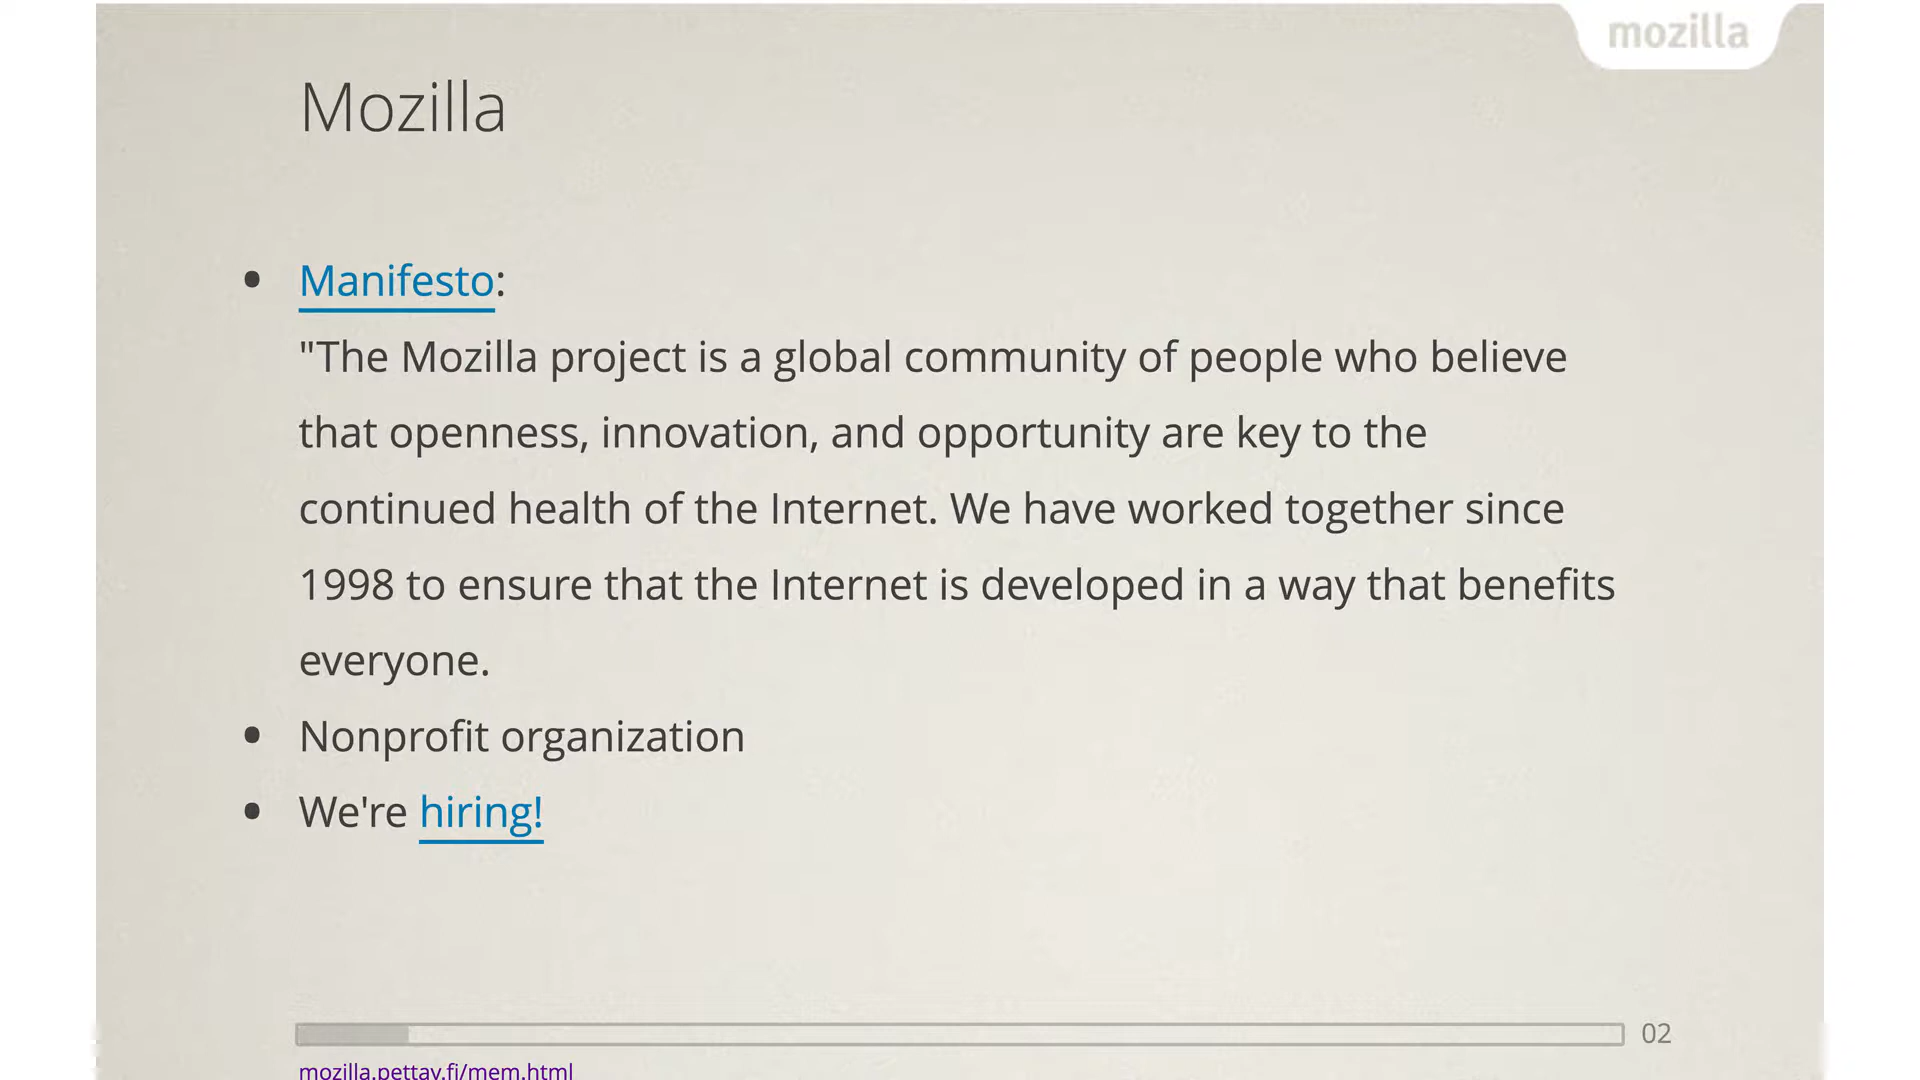 mozilla
Mozilla
• Manifesto:
"The Mozilla project is a global community of people who believe
that openness, innovation, and opportunity are key to the
continued health of the Internet. We have worked together since
1998 to ensure that the Internet is developed in a way that benefits
everyone.
• Nonprofit organization
• We're hiring!
02
mozilla.pettay.fi/mem.html